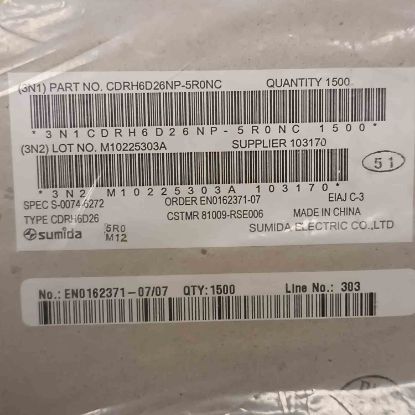 (3N1) PART NO. CDRH6D26NP-5R0NC QUANTITY 1500
*3N1CDRH6D26NP-5R0NC 1500*
(3N2) LOT NO. M10225303A SUPPLIER 103170
*3N2 M10225303A 103170*
51
SPEC S-0074-6272 ORDER EN0162371-07 EIAJ C-3
TYPE CDRH6D26 CSTMR 81009-RSE006 MADE IN CHINA
sumida 5R0 M12 SUMIDA ELECTRIC CO.,LTD
No.: EN0162371-07/07 QTY:1500 Line No.: 303